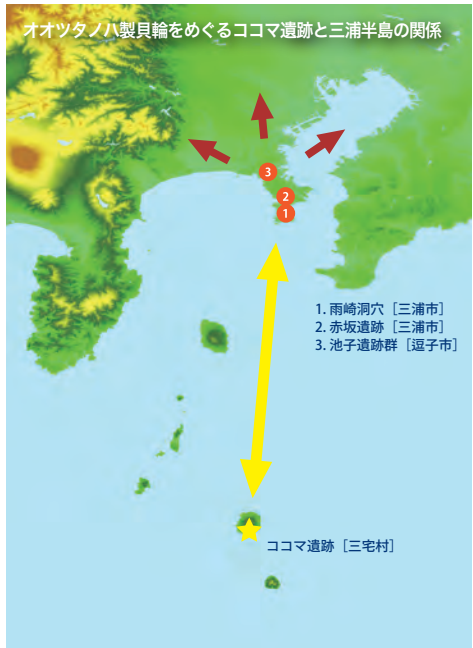 オオツタノハ製貝輪をめぐるココマ遺跡と三浦半島の関係
3
2
1
1. 雨崎洞穴［三浦市］
2. 赤坂遺跡［三浦市］
3. 池子遺跡群［逗子市］
ココマ遺跡［三宅村］